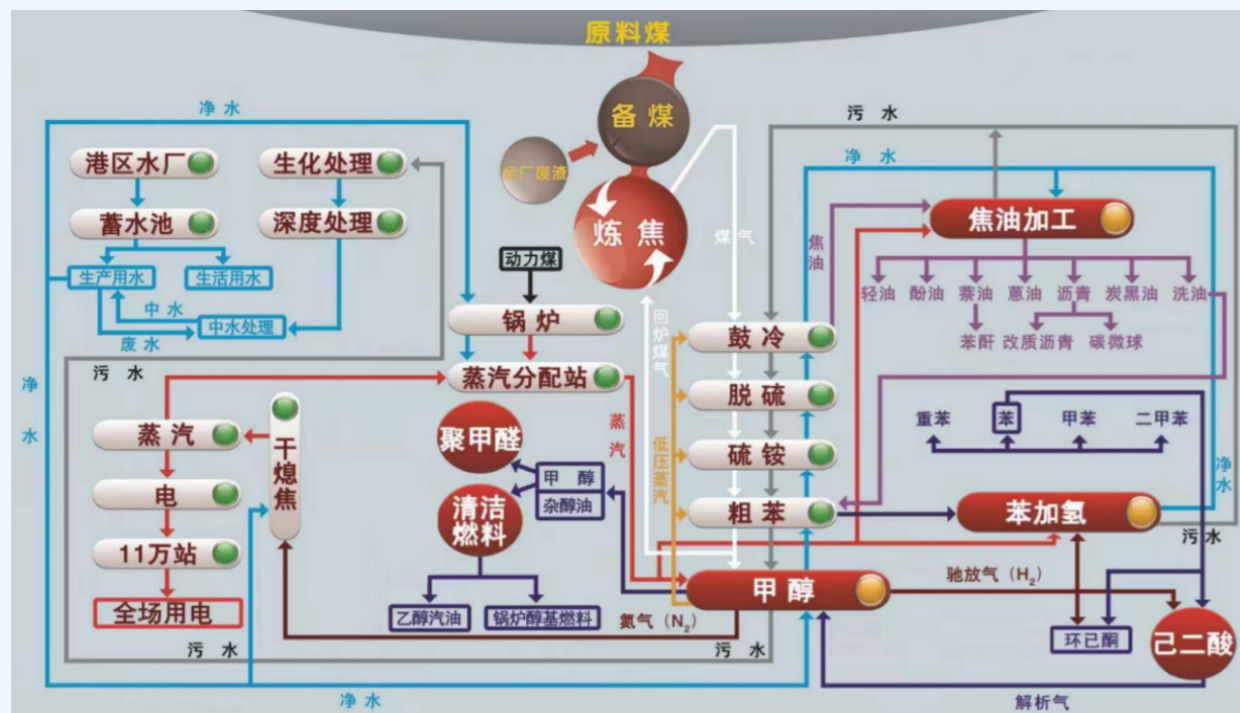 原料煤
备煤
全厂废渣
炼焦
净水
污水
净水
港区水厂
生化处理
蓄水池
深度处理
生产用水
生活用水
中水
中水处理
废水
污水
净水
动力煤
锅炉
蒸汽分配站
煤气
回炉煤气
焦油
焦油加工
轻油
酚油
萘油
蒽油
沥青
炭黑油
洗油
苯酐
改质沥青
碳微球
鼓冷
脱硫
硫铵
粗苯
低压蒸汽
蒸汽
重苯
苯
甲苯
二甲苯
净水
苯加氢
污水
蒸汽
电
11万站
全场用电
干熄焦
聚甲醛
清洁
燃料
甲醇
杂醇油
乙醇汽油
锅炉醇基燃料
甲醇
氮气（N₂）
驰放气（H₂）
环已酮
己二酸
污水
污水
净水
解析气